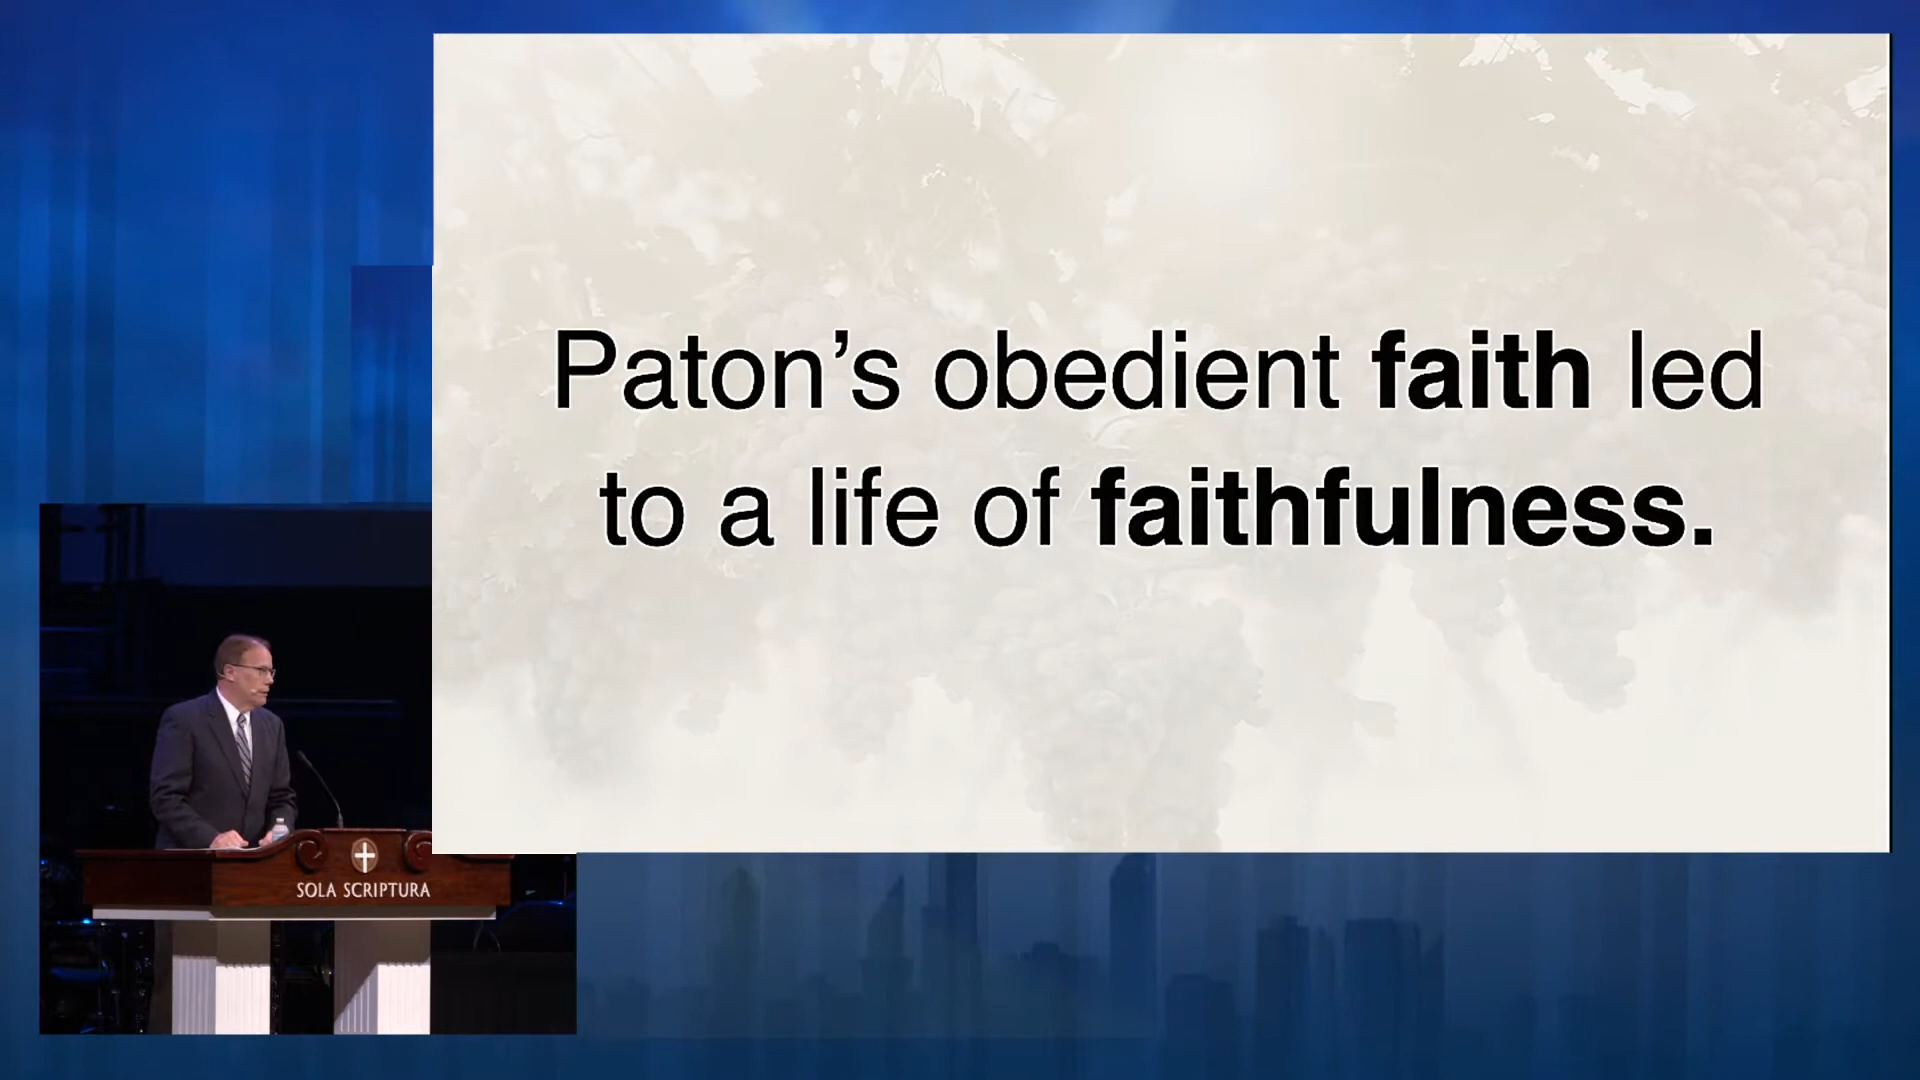 Paton’s obedient faith led
to a life of faithfulness.
SOLA SCRIPTURA